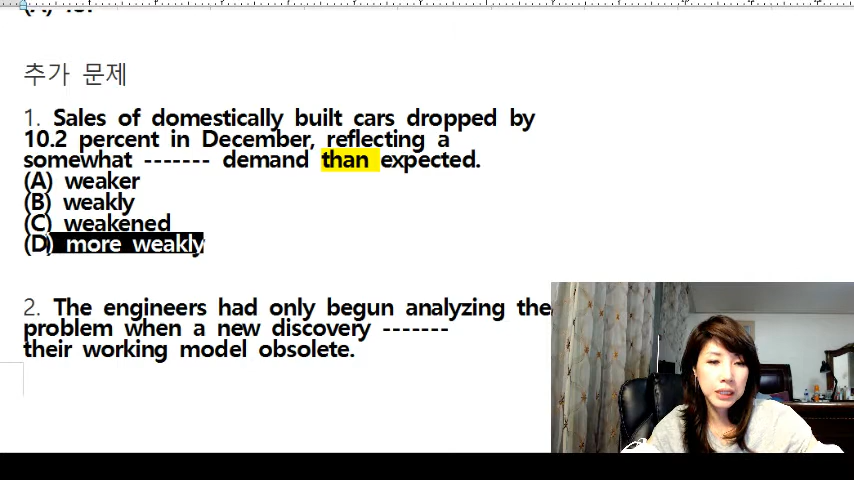 추가 문제
1. Sales of domestically built cars dropped by
10.2 percent in December, reflecting a
somewhat ------- demand than expected.
(A) weaker
(B) weakly
(C) weakened
(D) more weakly
2. The engineers had only begun analyzing the
problem when a new discovery -------
their working model obsolete.